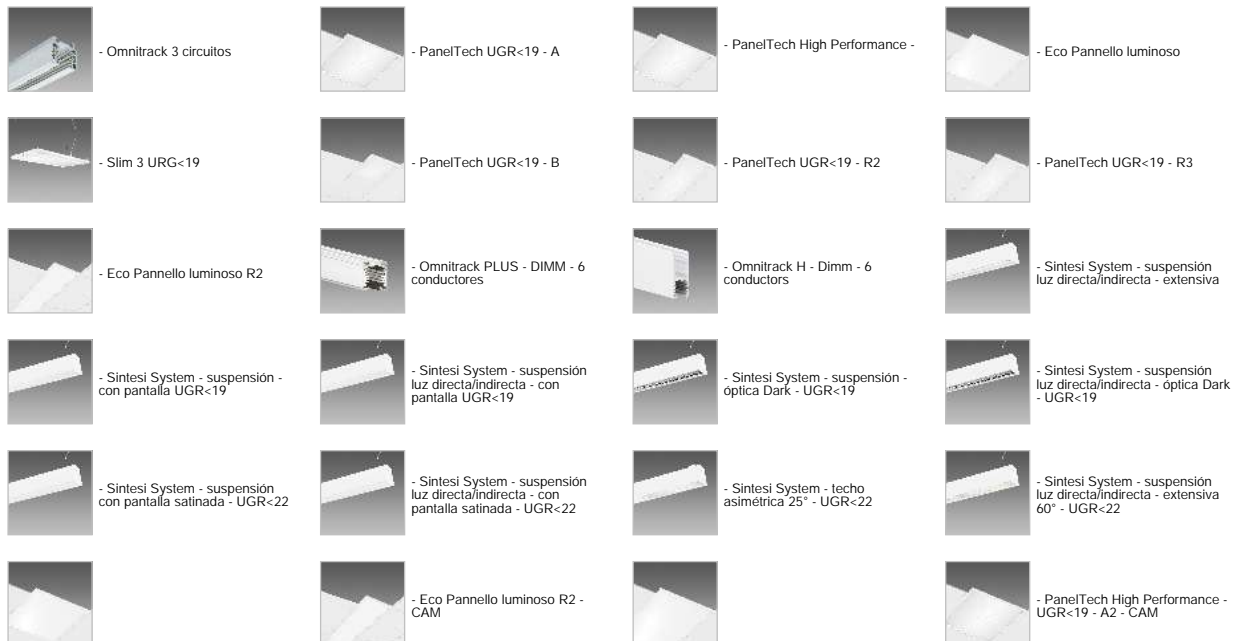 - Omnitrack 3 circuitos
- PanelTech UGR<19 - A
- PanelTech High Performance -
- Eco Pannello luminoso
- Slim 3 URG<19
- PanelTech UGR<19 - B
- PanelTech UGR<19 - R2
- PanelTech UGR<19 - R3
- Eco Pannello luminoso R2
- Omnitrack PLUS - DIMM - 6
conductores
- Omnitrack H - Dimm - 6
conductors
- Sintesi System - suspensión
luz directa/indirecta - extensiva
- Sintesi System - suspensión -
con pantalla UGR<19
- Sintesi System - suspensión
luz directa/indirecta - con
pantalla UGR<19
- Sintesi System - suspensión -
óptica Dark - UGR<19
- Sintesi System - suspensión
luz directa/indirecta - óptica Dark
- UGR<19
- Sintesi System - suspensión
con pantalla satinada - UGR<22
- Sintesi System - suspensión
luz directa/indirecta - con
pantalla satinada - UGR<22
- Sintesi System - techo
asimétrica 25° - UGR<22
- Sintesi System - suspensión
luz directa/indirecta - extensiva
60° - UGR<22
- Eco Pannello luminoso R2 -
CAM
- PanelTech High Performance -
UGR<19 - A2 - CAM